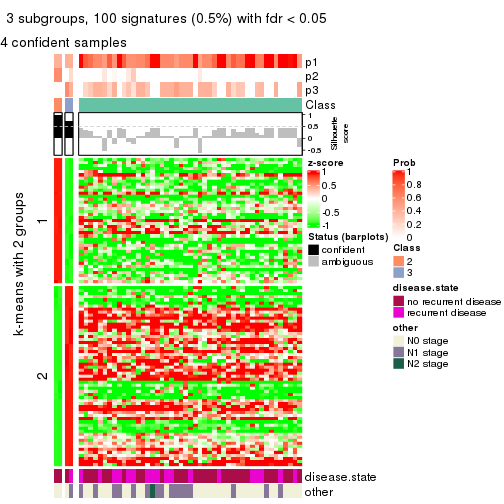 3 subgroups, 100 signatures (0.5%) with fdr < 0.05
4 confident samples
p1
p2
p3
Class
1
0.5
0
-0.5
Silhouette
score
k-means with 2 groups
1
2
disease.state
other
z-score
1
0.5
0
-0.5
-1
Status (barplots)
confident
ambiguous
Prob
1
0.8
0.6
0.4
0.2
0
Class
2
3
disease.state
no recurrent disease
recurrent disease
other
N0 stage
N1 stage
N2 stage